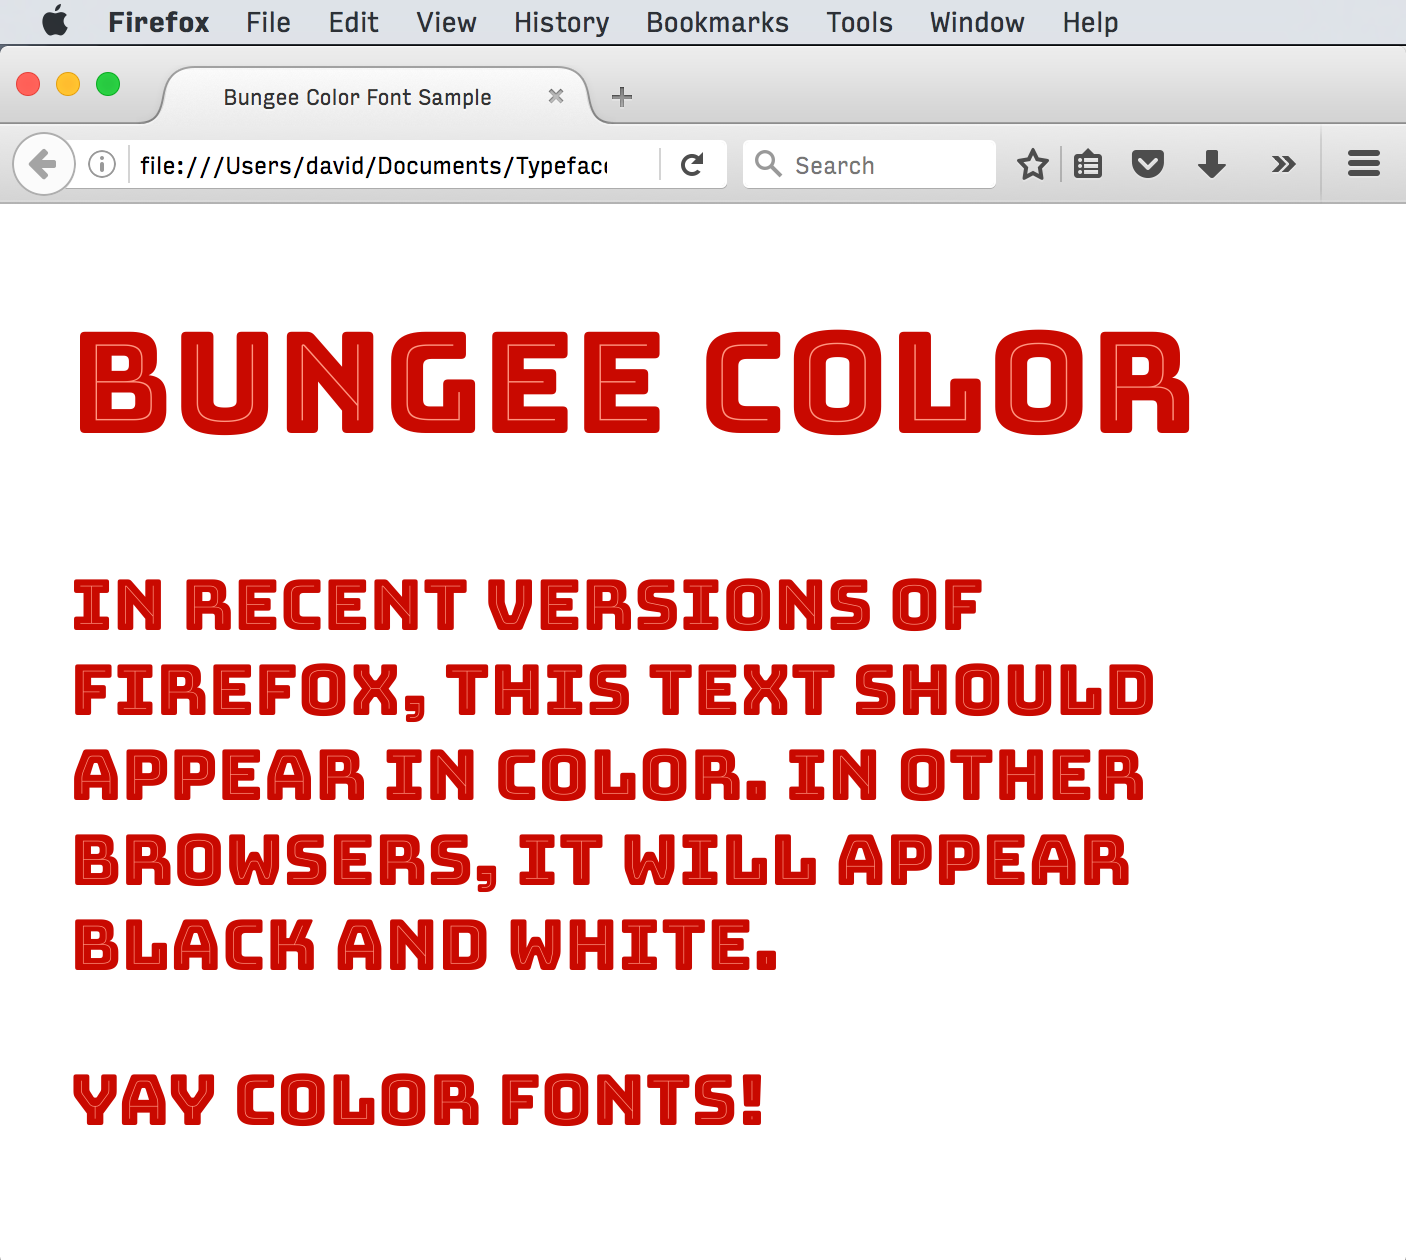 Firefox File Edit View History Bookmarks Tools Window Help
Bungee Color Font Sample
file:///Users/david/Documents/Typefac
Search
BUNGEE COLOR
IN RECENT VERSIONS OF
FIREFOX, THIS TEXT SHOULD
APPEAR IN COLOR. IN OTHER
BROWSERS, IT WILL APPEAR
BLACK AND WHITE.
YAY COLOR FONTS!